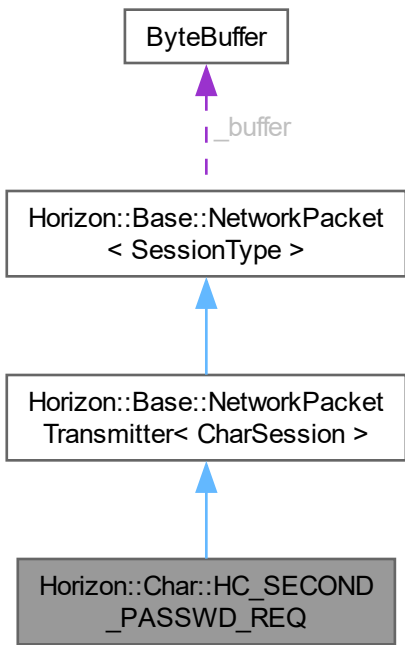 ByteBuffer
_buffer
Horizon::Base::NetworkPacket
< SessionType >
Horizon::Base::NetworkPacket
Transmitter< CharSession >
Horizon::Char::HC_SECOND
_PASSWD_REQ